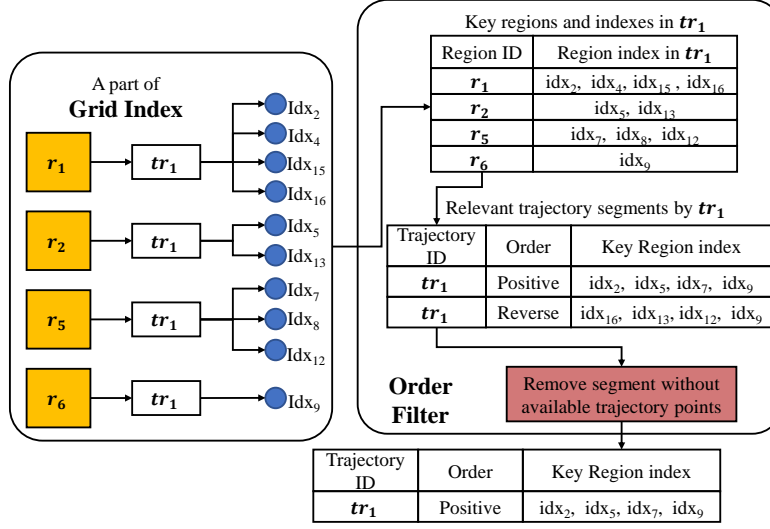 A part of
Grid Index
r₁
tr₁
Idx₂
Idx₄
Idx₁₅
Idx₁₆
r₂
tr₁
Idx₅
Idx₁₃
r₅
tr₁
Idx₇
Idx₈
Idx₁₂
r₆
tr₁
Idx₉
Key regions and indexes in tr₁
Region ID Region index in tr₁
r₁ idx₂, idx₄, idx₁₅ , idx₁₆
r₂ idx₅, idx₁₃
r₅ idx₇, idx₈, idx₁₂
r₆ idx₉
Relevant trajectory segments by tr₁
Trajectory
ID Order Key Region index
tr₁ Positive idx₂, idx₅, idx₇, idx₉
tr₁ Reverse idx₁₆, idx₁₃, idx₁₂, idx₉
Order
Filter
Remove segment without
available trajectory points
Trajectory
ID Order Key Region index
tr₁ Positive idx₂, idx₅, idx₇, idx₉